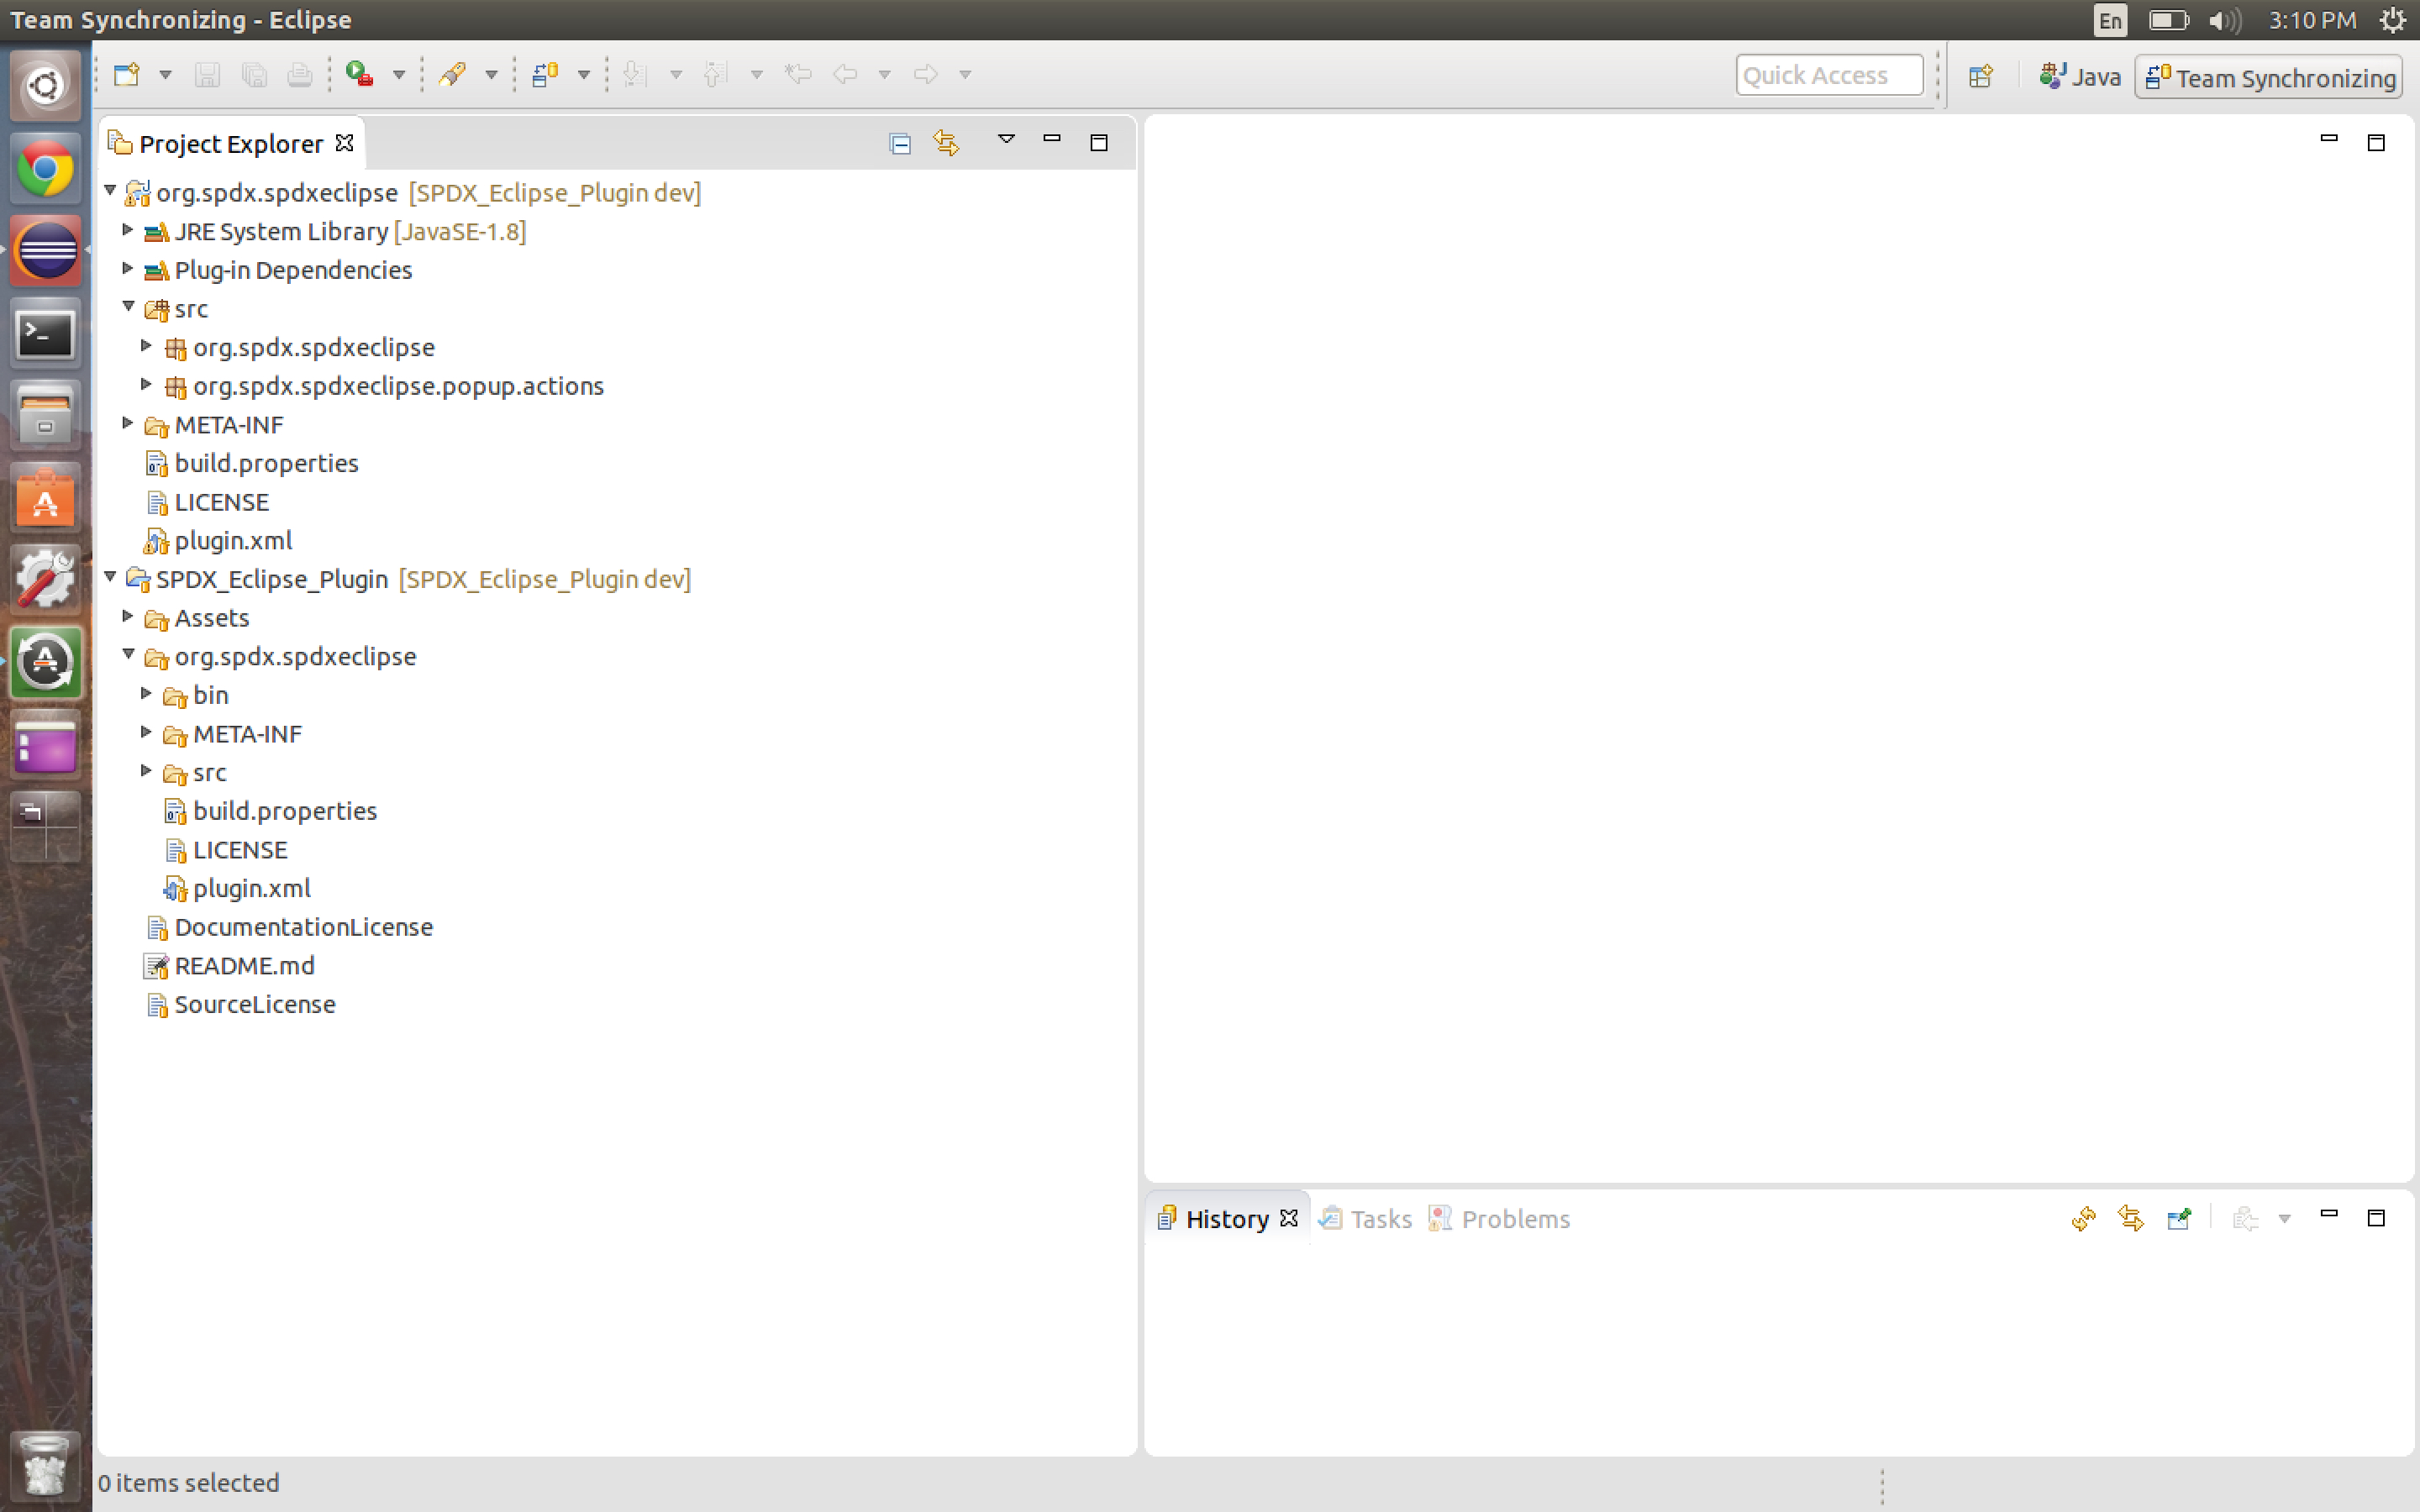 Team Synchronizing - Eclipse
En
3:10 PM
Quick Access
Java
Team Synchronizing
Project Explorer
org.spdx.spdxeclipse [SPDX_Eclipse_Plugin dev]
JRE System Library [JavaSE-1.8]
Plug-in Dependencies
src
org.spdx.spdxeclipse
org.spdx.spdxeclipse.popup.actions
META-INF
build.properties
LICENSE
plugin.xml
SPDX_Eclipse_Plugin [SPDX_Eclipse_Plugin dev]
Assets
org.spdx.spdxeclipse
bin
META-INF
src
build.properties
LICENSE
plugin.xml
DocumentationLicense
README.md
SourceLicense
History
Tasks
Problems
0 items selected